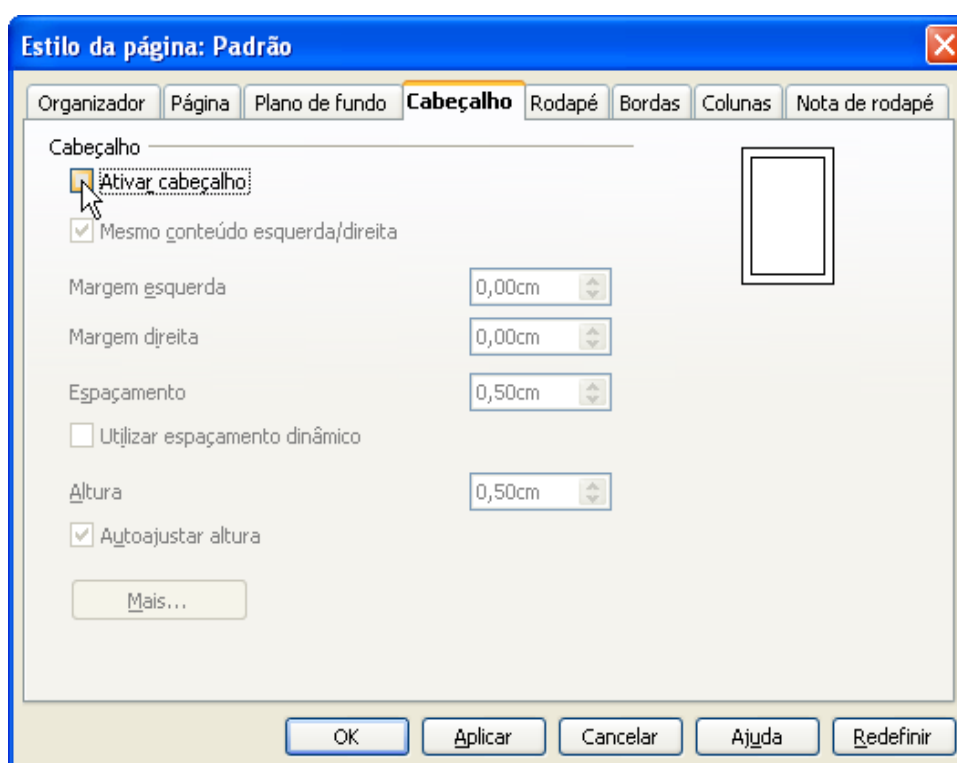 Estilo da página: Padrão
Organizador Página Plano de fundo Cabeçalho Rodapé Bordas Colunas Nota de rodapé
Cabeçalho
Ativar cabeçalho
Mesmo conteúdo esquerda/direita
Margem esquerda 0,00cm
Margem direita 0,00cm
Espaçamento 0,50cm
Utilizar espaçamento dinâmico
Altura 0,50cm
Autoajustar altura
Mais...
OK Aplicar Cancelar Ajuda Redefinir